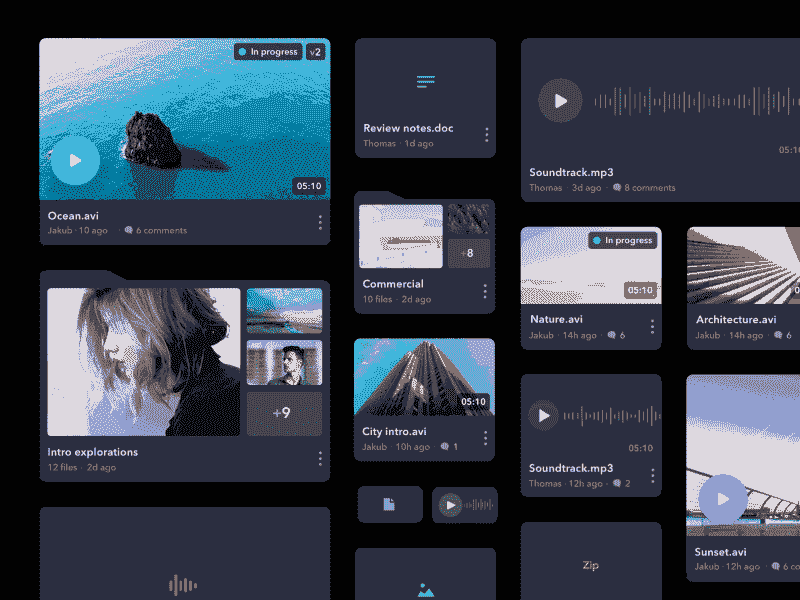 In progress
v2
05:10
Ocean.avi
Jakub · 10 ago · 6 comments
Review notes.doc
Thomas · 1d ago
05:10
Soundtrack.mp3
Thomas · 3d ago · 8 comments
+8
Commercial
10 files · 2d ago
In progress
05:10
Nature.avi
Jakub · 14h ago · 6
Architecture.avi
Jakub · 14h ago · 6
+9
Intro explorations
12 files · 2d ago
05:10
City intro.avi
Jakub · 10h ago · 1
05:10
Soundtrack.mp3
Thomas · 12h ago · 2
Zip
Sunset.avi
Jakub · 12h ago · 6 co